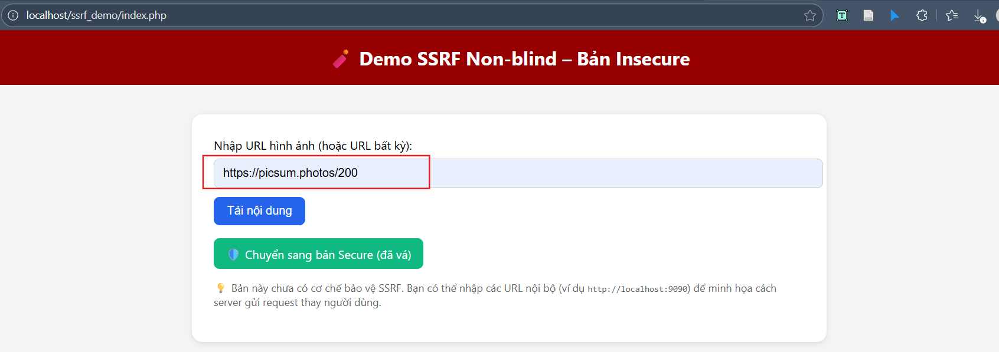 localhost/ssrf_demo/index.php
T
Demo SSRF Non-blind – Bản Insecure
Nhập URL hình ảnh (hoặc URL bất kỳ):
https://picsum.photos/200
Tải nội dung
Chuyển sang bản Secure (đã vá)
Bản này chưa có cơ chế bảo vệ SSRF. Bạn có thể nhập các URL nội bộ (ví dụ http://localhost:9090) để minh họa cách
server gửi request thay người dùng.